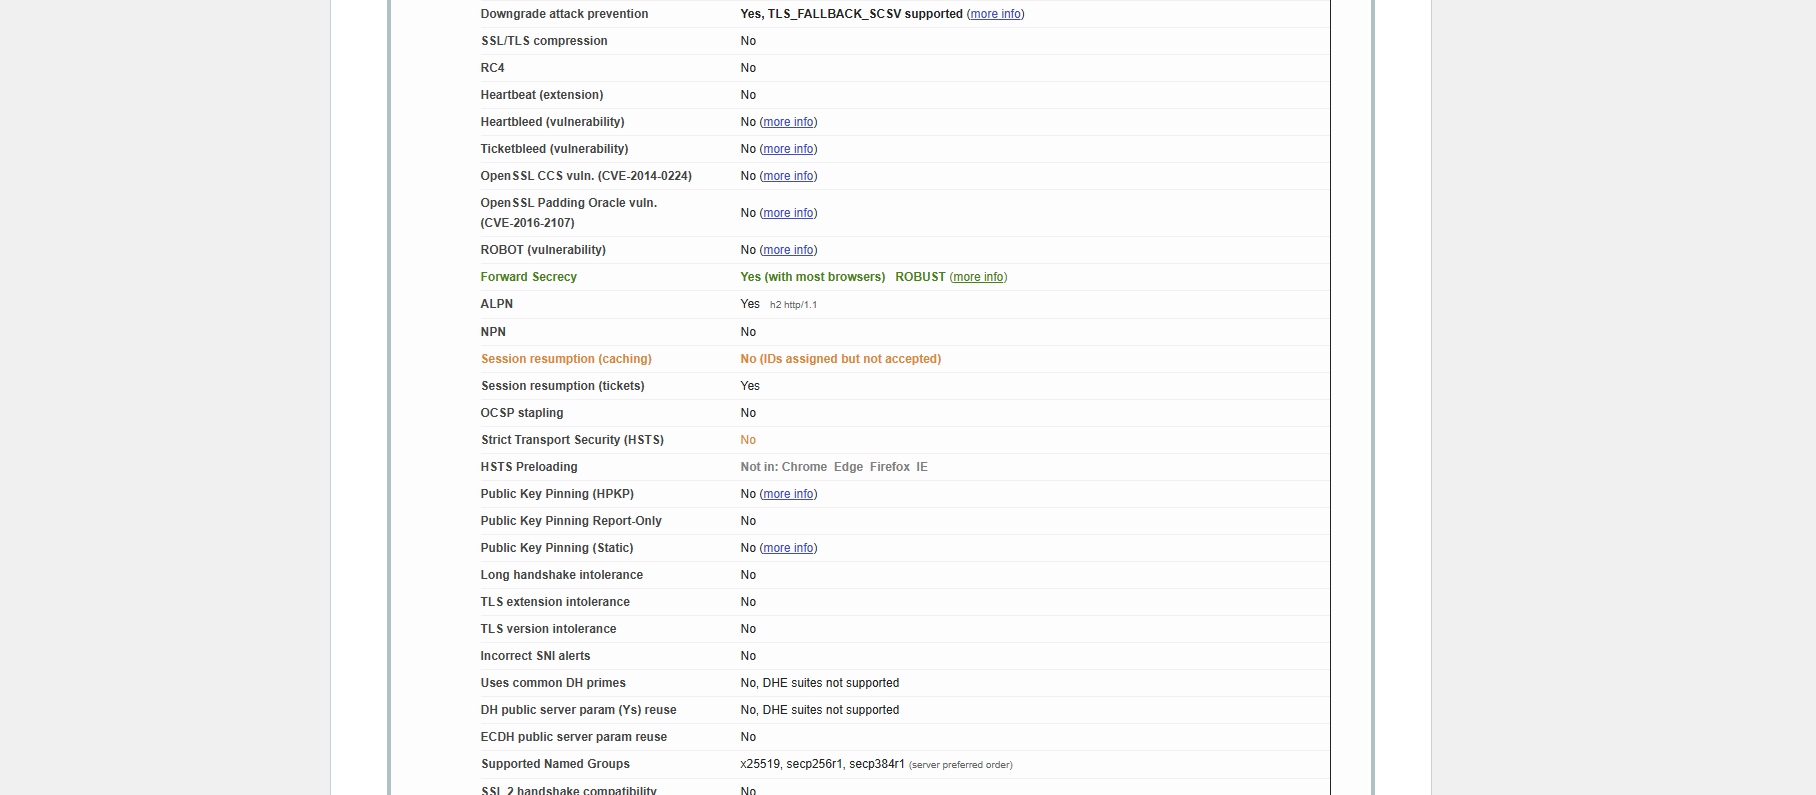 Downgrade attack prevention Yes, TLS_FALLBACK_SCSV supported (more info)
SSL/TLS compression No
RC4 No
Heartbeat (extension) No
Heartbleed (vulnerability) No (more info)
Ticketbleed (vulnerability) No (more info)
OpenSSL CCS vuln. (CVE-2014-0224) No (more info)
OpenSSL Padding Oracle vuln.
(CVE-2016-2107) No (more info)
ROBOT (vulnerability) No (more info)
Forward Secrecy Yes (with most browsers) ROBUST (more info)
ALPN Yes h2 http/1.1
NPN No
Session resumption (caching) No (IDs assigned but not accepted)
Session resumption (tickets) Yes
OCSP stapling No
Strict Transport Security (HSTS) No
HSTS Preloading Not in: Chrome Edge Firefox IE
Public Key Pinning (HPKP) No (more info)
Public Key Pinning Report-Only No
Public Key Pinning (Static) No (more info)
Long handshake intolerance No
TLS extension intolerance No
TLS version intolerance No
Incorrect SNI alerts No
Uses common DH primes No, DHE suites not supported
DH public server param (Ys) reuse No, DHE suites not supported
ECDH public server param reuse No
Supported Named Groups x25519, secp256r1, secp384r1 (server preferred order)
SSL 2 handshake compatibility No